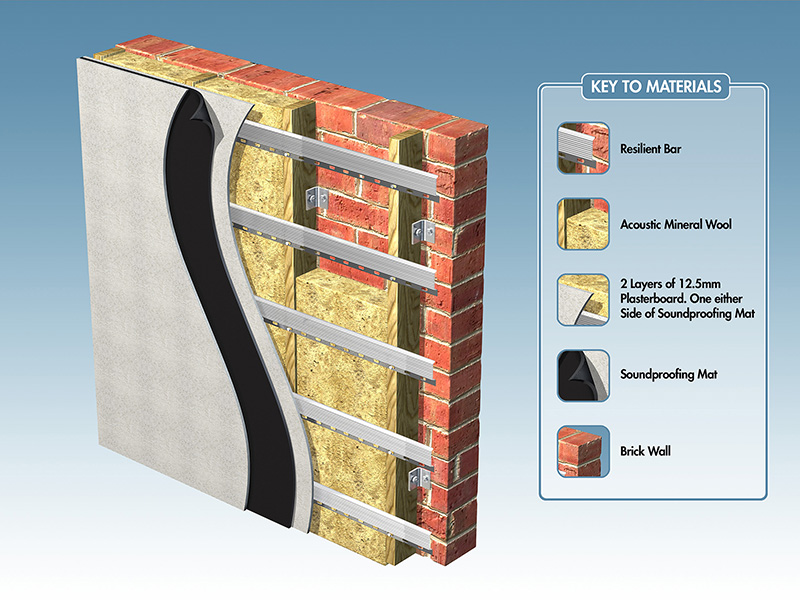 KEY TO MATERIALS
Resilient Bar
Acoustic Mineral Wool
2 Layers of 12.5mm
Plasterboard. One either
Side of Soundproofing Mat
Soundproofing Mat
Brick Wall